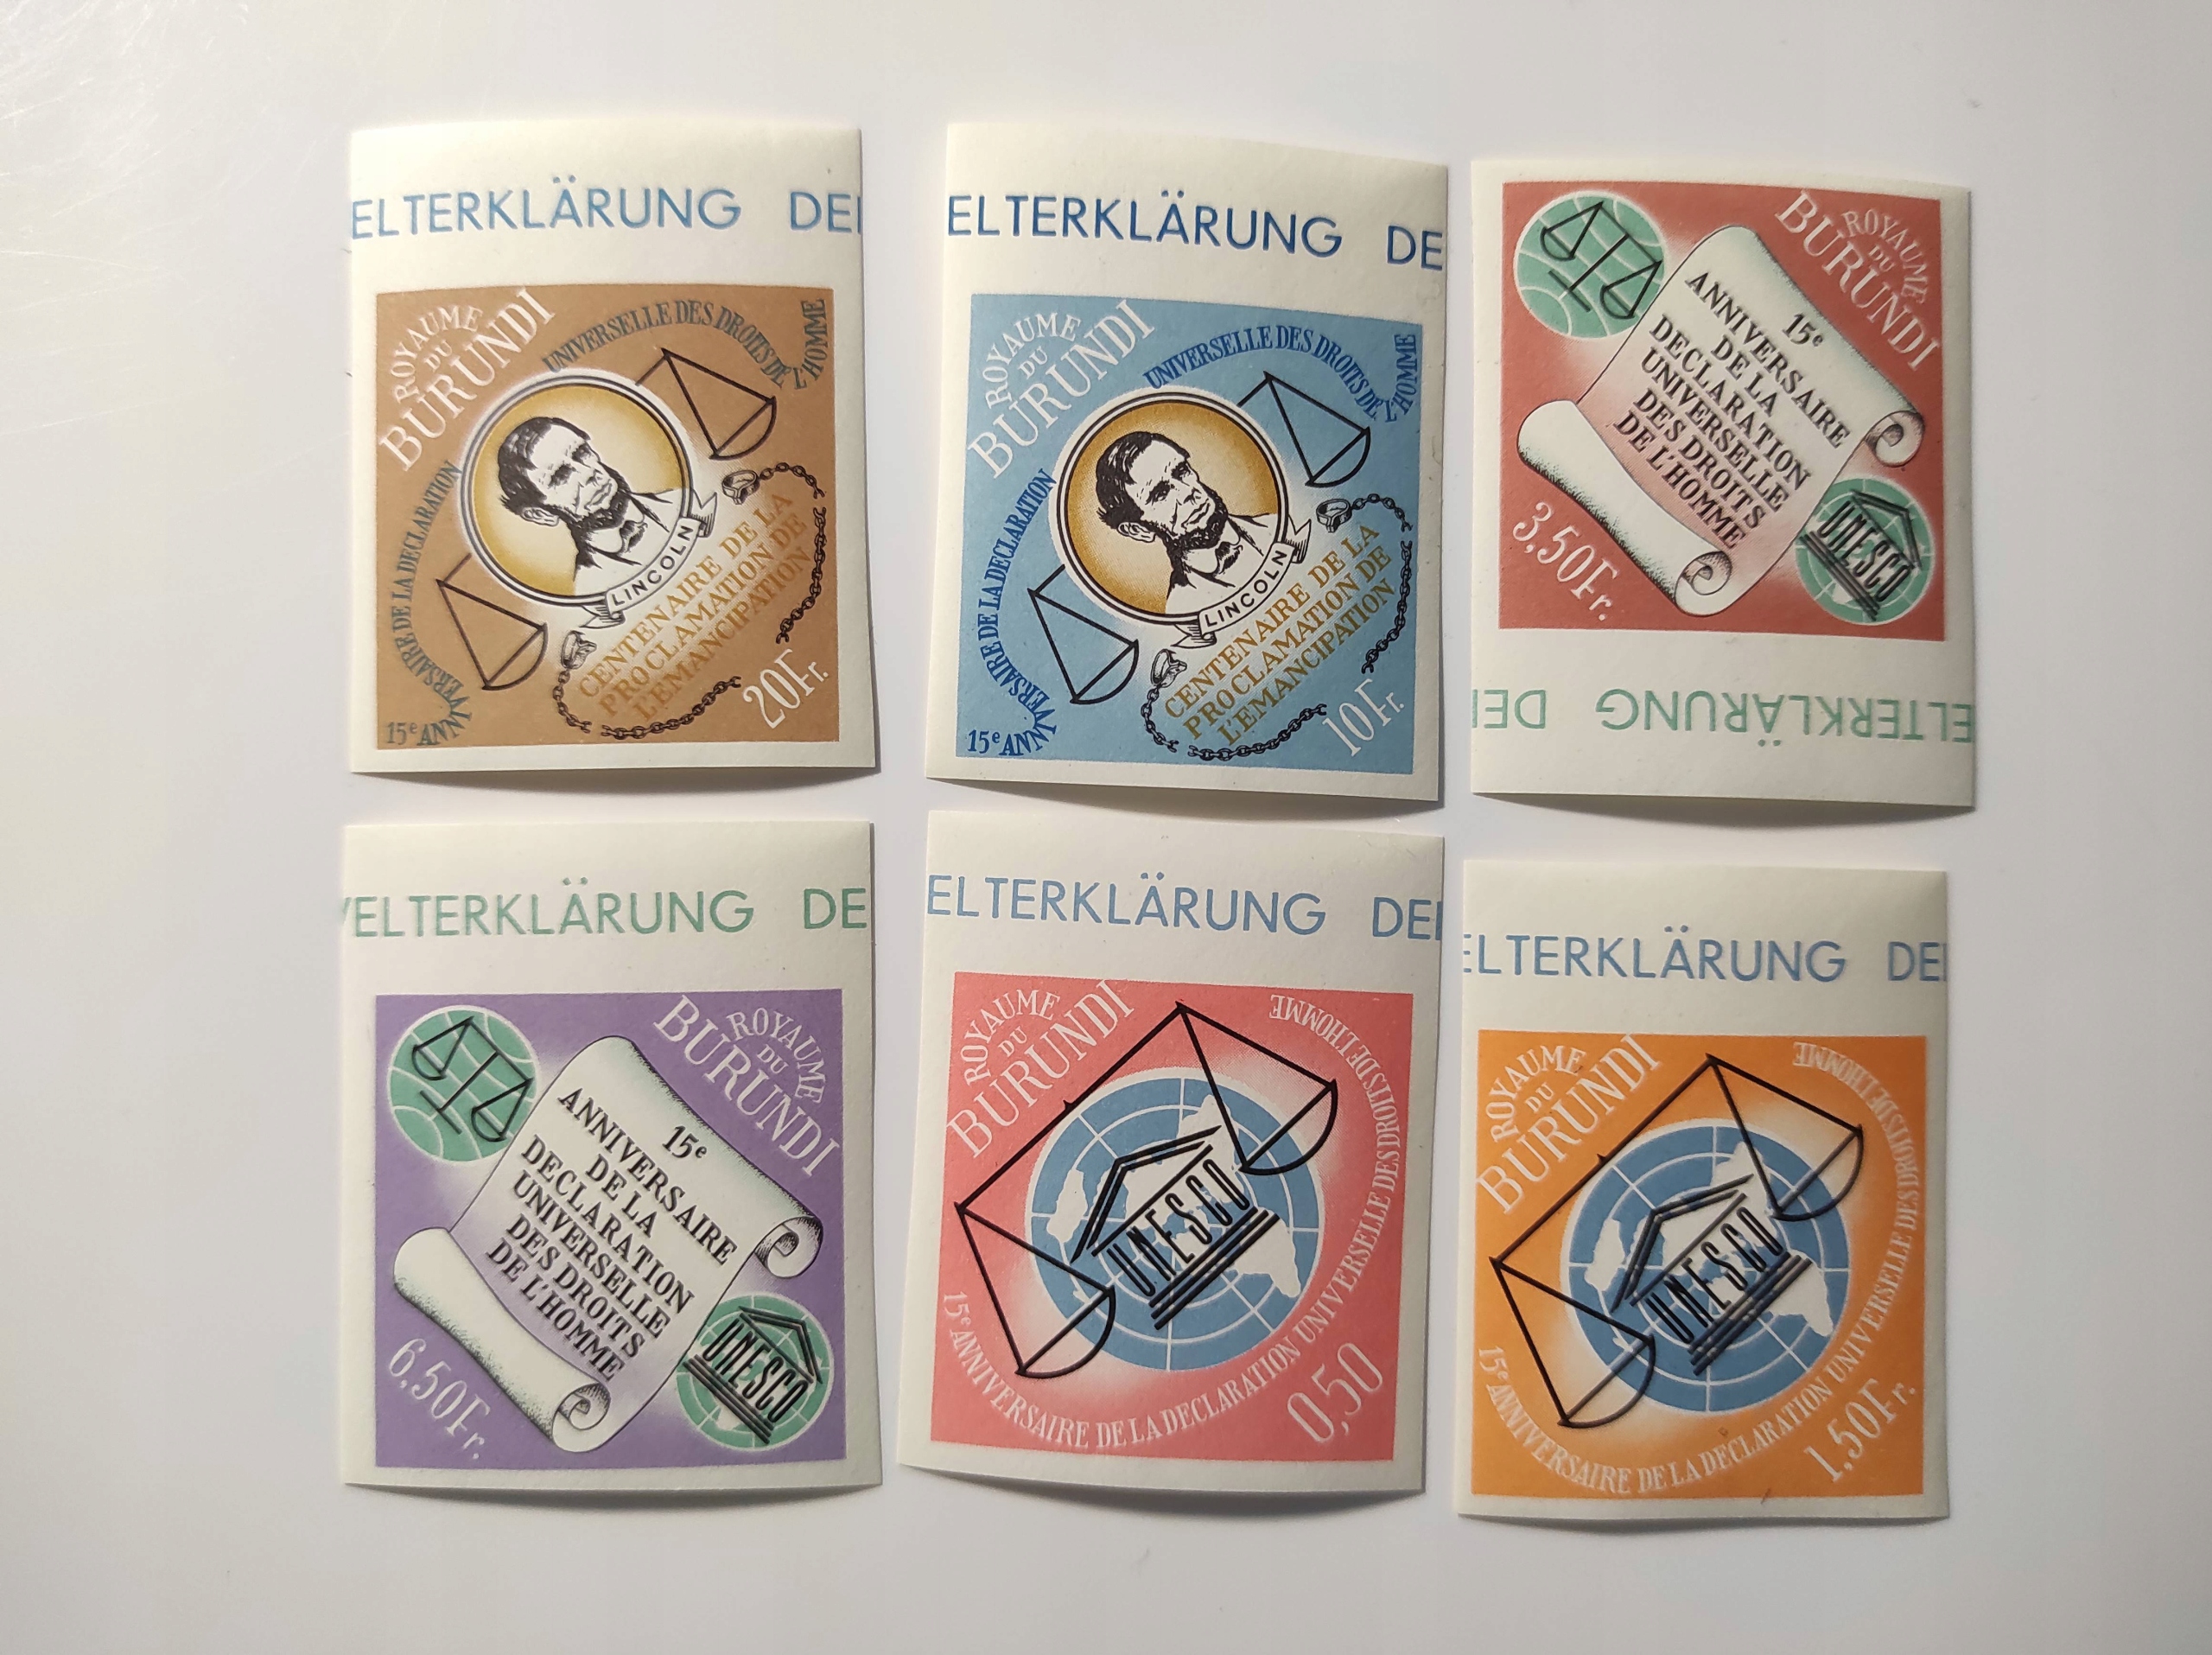 ELTERKLÄRUNG
ROYAUME
DU
BURUNDI
15e ANNIVERSAIRE DE LA DECLARATION
UNIVERSELLE DES DROITS DE L'HOMME
LINCOLN
CENTENAIRE DE LA
PROCLAMATION DE
L'EMANCIPATION
20Fr.
ELTERKLÄRUNG DE
ROYAUME
DU
BURUNDI
15e ANNIVERSAIRE DE LA DECLARATION
UNIVERSELLE DES DROITS DE L'HOMME
LINCOLN
CENTENAIRE DE LA
PROCLAMATION DE
L'EMANCIPATION
10Fr.
ROYAUME
DU
BURUNDI
15e
ANNIVERSAIRE
DE LA
DECLARATION
UNIVERSELLE
DES DROITS
DE L'HOMME
UNESCO
3,50Fr.
ELTERKLÄRUNG
ELTERKLÄRUNG DE
ROYAUME
DU
BURUNDI
15e
ANNIVERSAIRE
DE LA
DECLARATION
UNIVERSELLE
DES DROITS
DE L'HOMME
UNESCO
6,50Fr.
ELTERKLÄRUNG
ROYAUME
DU
BURUNDI
UNESCO
15e ANNIVERSAIRE DE LA DECLARATION UNIVERSELLE DES DROITS DE L'HOMME
0,50
ELTERKLÄRUNG DE
ROYAUME
DU
BURUNDI
UNESCO
15e ANNIVERSAIRE DE LA DECLARATION UNIVERSELLE DES DROITS DE L'HOMME
1,50Fr.